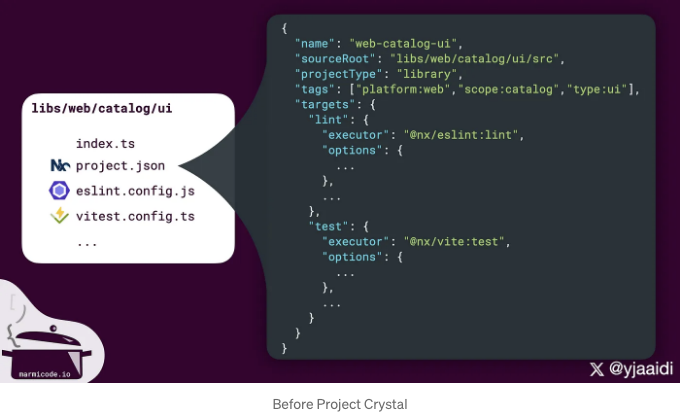 libs/web/catalog/ui
index.ts
Nx project.json
eslint.config.js
vitest.config.ts
...
{
  "name": "web-catalog-ui",
  "sourceRoot": "libs/web/catalog/ui/src",
  "projectType": "library",
  "tags": ["platform:web","scope:catalog","type:ui"],
  "targets": {
    "lint": {
      "executor": "@nx/eslint:lint",
      "options": {
        ...
      },
      ...
    },
    "test": {
      "executor": "@nx/vite:test",
      "options": {
        ...
      },
      ...
    }
  }
}
[
{
marmicode.io
X @yjaaidi
Before Project Crystal